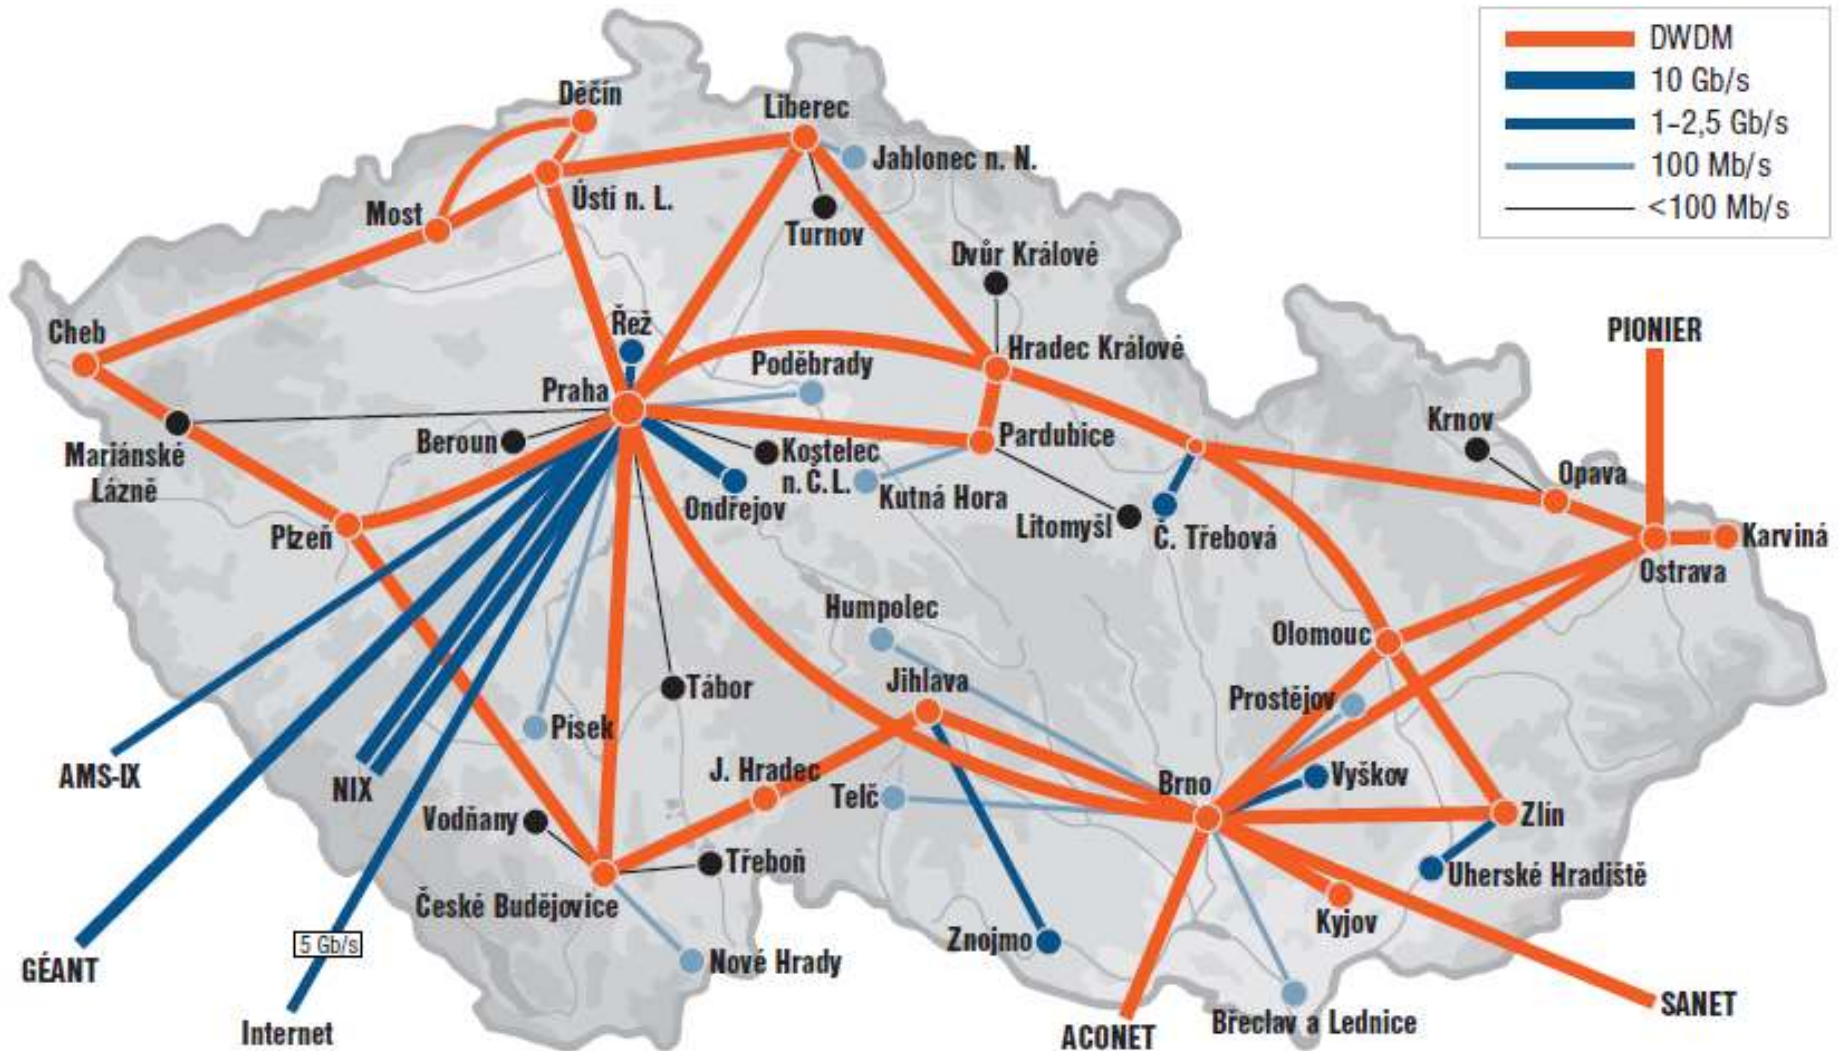 DWDM
10 Gb/s
1-2,5 Gb/s
100 Mb/s
<100 Mb/s
Děčín
Liberec
Jablonec n. N.
Ústí n. L.
Most
Turnov
Dvůr Králové
Cheb
Řež
Poděbrady
Hradec Králové
PIONIER
Praha
Mariánské
Lázně
Beroun
Kostelec
n. Č. L.
Pardubice
Krnov
Opava
Plzeň
Ondřejov
Kutná Hora
Litomyšl
Č. Třebová
Karviná
Ostrava
Humpolec
Olomouc
Tábor
Jihlava
Prostějov
Písek
AMS-IX
NIX
J. Hradec
Telč
Brno
Vyškov
Zlín
Vodňany
Třeboň
Uherské Hradiště
České Budějovice
Kyjov
GÉANT
5 Gb/s
Nové Hrady
Znojmo
Internet
ACONET
Břeclav a Lednice
SANET